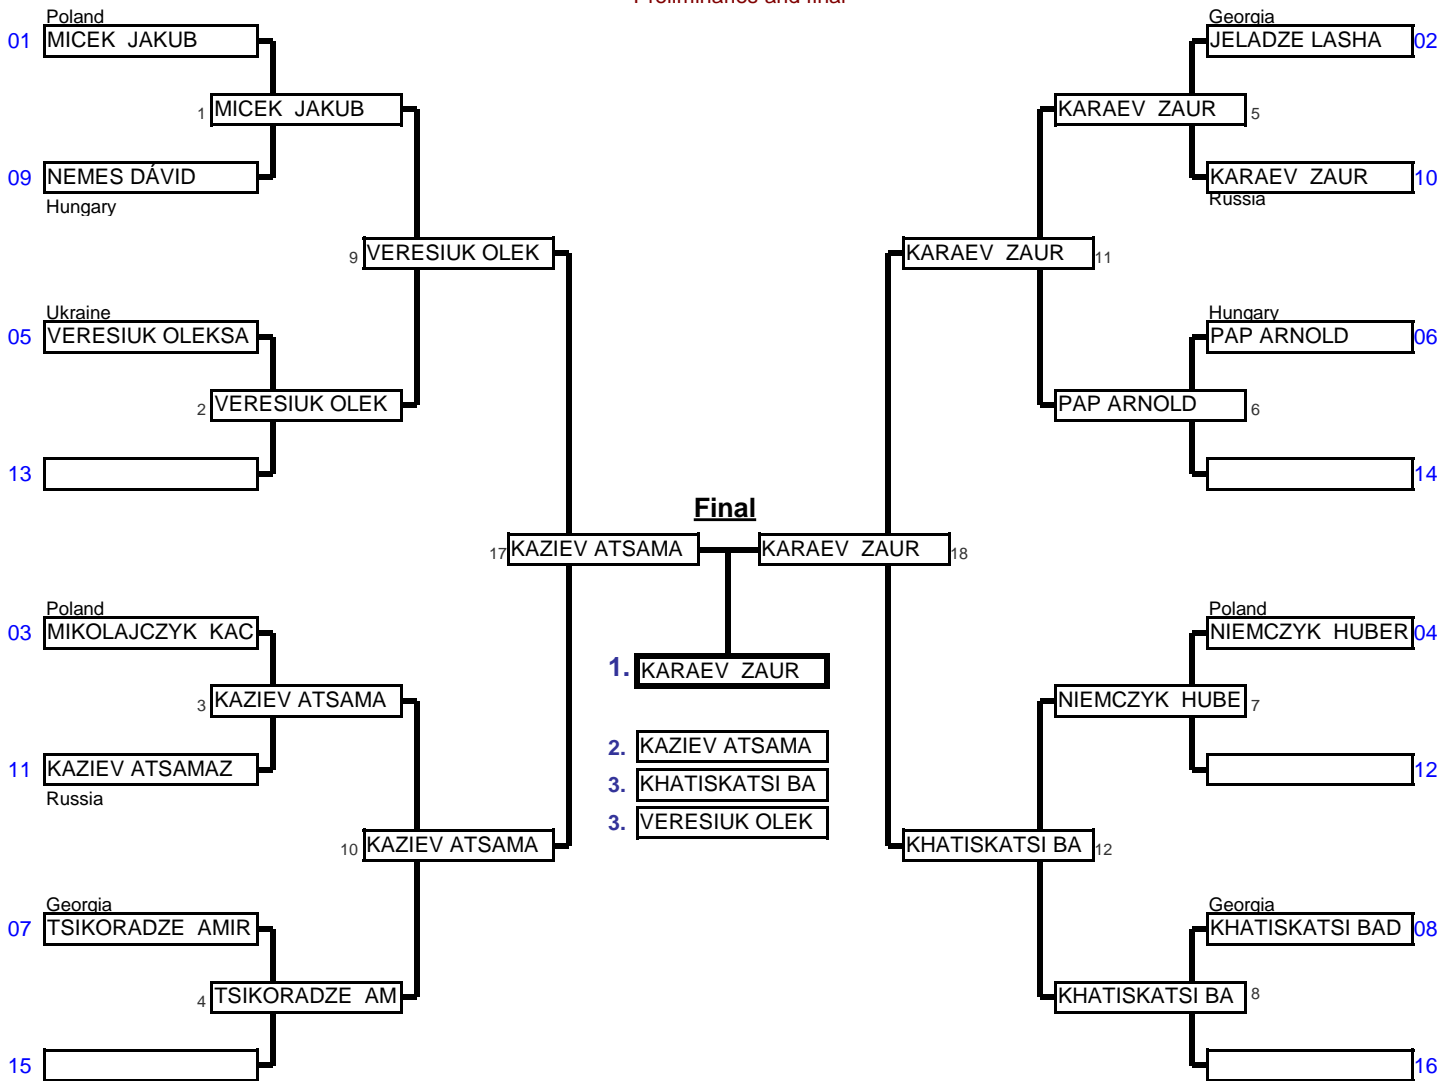 Preliminaries and final
Poland
01 MICEK JAKUB
Georgia
JELADZE LASHA 02
1 MICEK JAKUB
KARAEV ZAUR 5
09 NEMES DÁVID
Hungary
KARAEV ZAUR 10
Russia
9 VERESIUK OLEK
KARAEV ZAUR 11
Ukraine
05 VERESIUK OLEKSA
Hungary
PAP ARNOLD 06
2 VERESIUK OLEK
PAP ARNOLD 6
13
14
Final
17 KAZIEV ATSAMA
KARAEV ZAUR 18
Poland
03 MIKOLAJCZYK KAC
Poland
NIEMCZYK HUBER 04
1. KARAEV ZAUR
3 KAZIEV ATSAMA
NIEMCZYK HUBE 7
2. KAZIEV ATSAMA
11 KAZIEV ATSAMAZ
Russia
12
3. KHATISKATSI BA
3. VERESIUK OLEK
10 KAZIEV ATSAMA
KHATISKATSI BA 12
Georgia
07 TSIKORADZE AMIR
Georgia
KHATISKATSI BAD 08
4 TSIKORADZE AM
KHATISKATSI BA 8
15
16